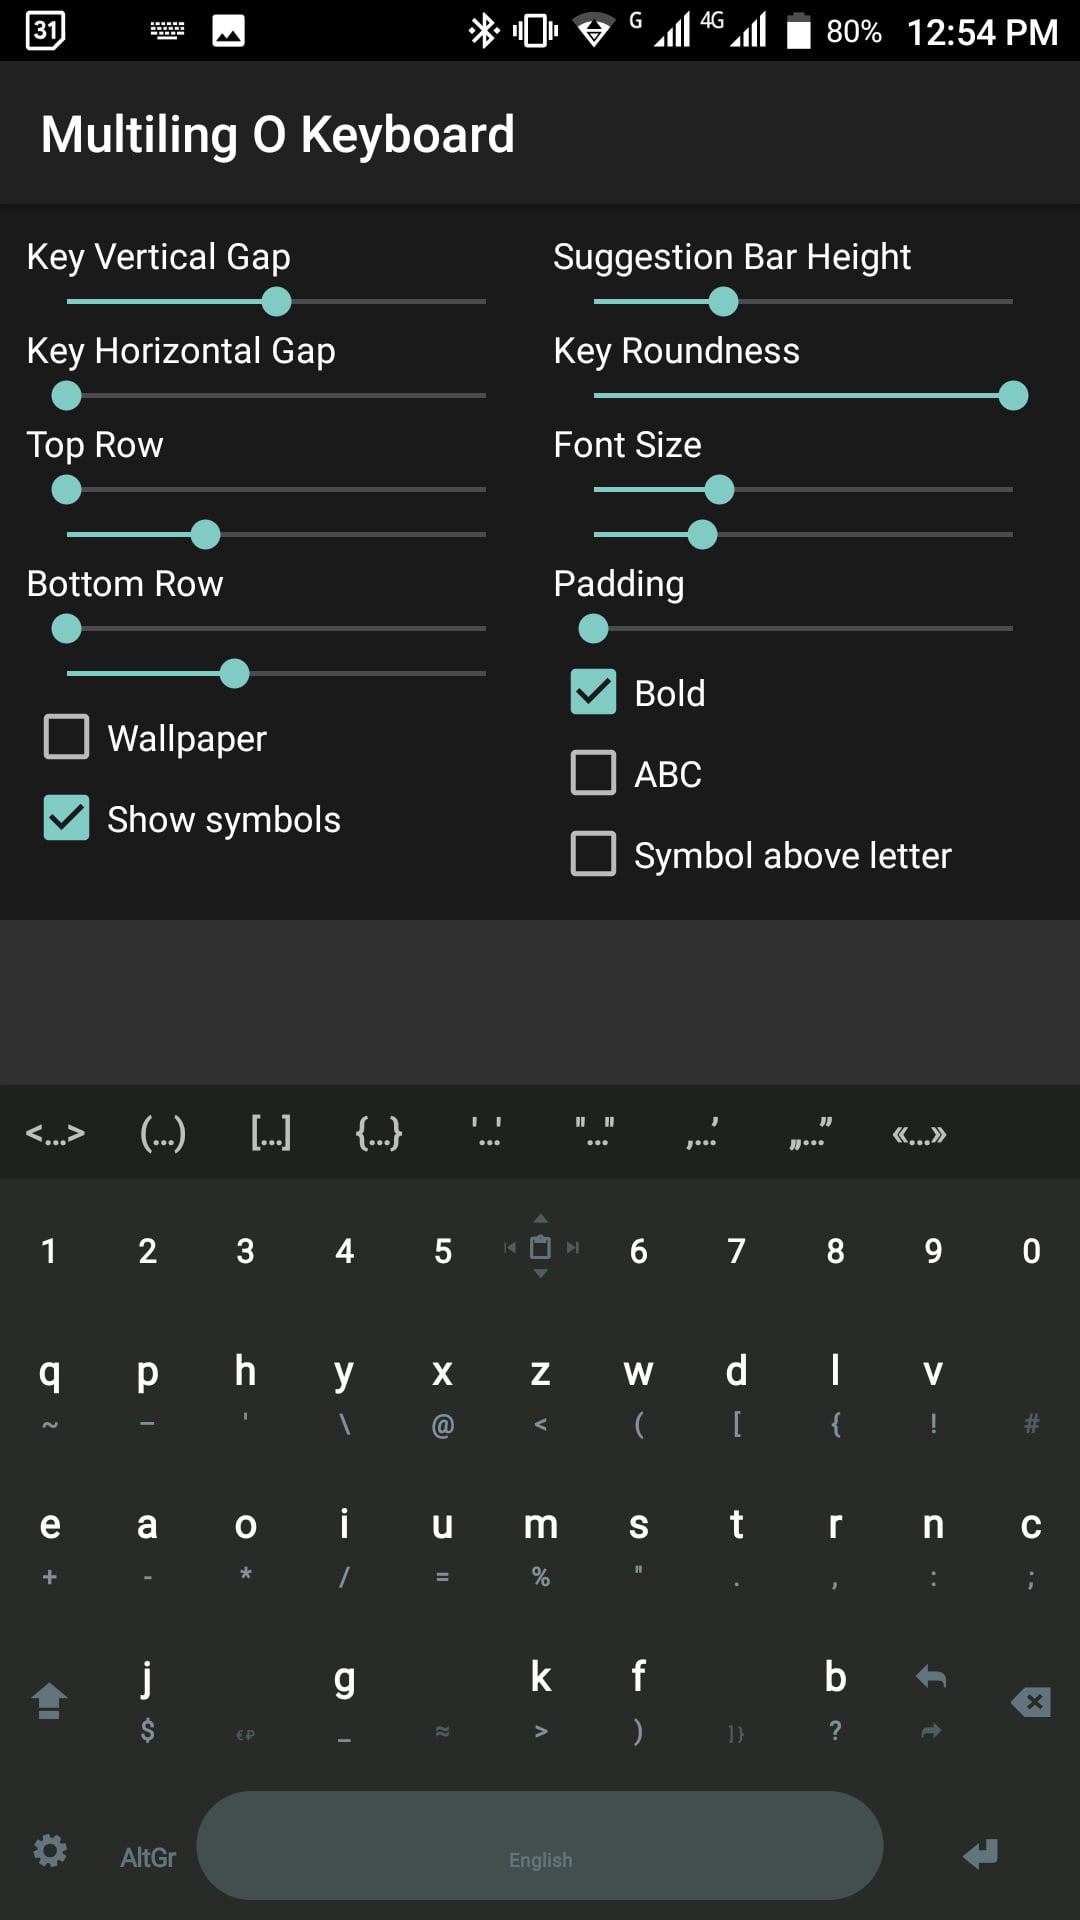 31 G 4G 80% 12:54 PM
Multiling O Keyboard
Key Vertical Gap Suggestion Bar Height
Key Horizontal Gap Key Roundness
Top Row Font Size
Bottom Row Padding
Bold
Wallpaper
ABC
Show symbols
Symbol above letter
<...> (...) [...] {...} '...' "..." ‚...’ „...” «...»
1 2 3 4 5 6 7 8 9 0
q p h y x z w d l v
~ – ' \ @ < ( [ { ! #
e a o i u m s t r n c
+ - * / = % " . , : ;
j g k f b
$ €₽ _ ≈ > ) ]} ?
AltGr English